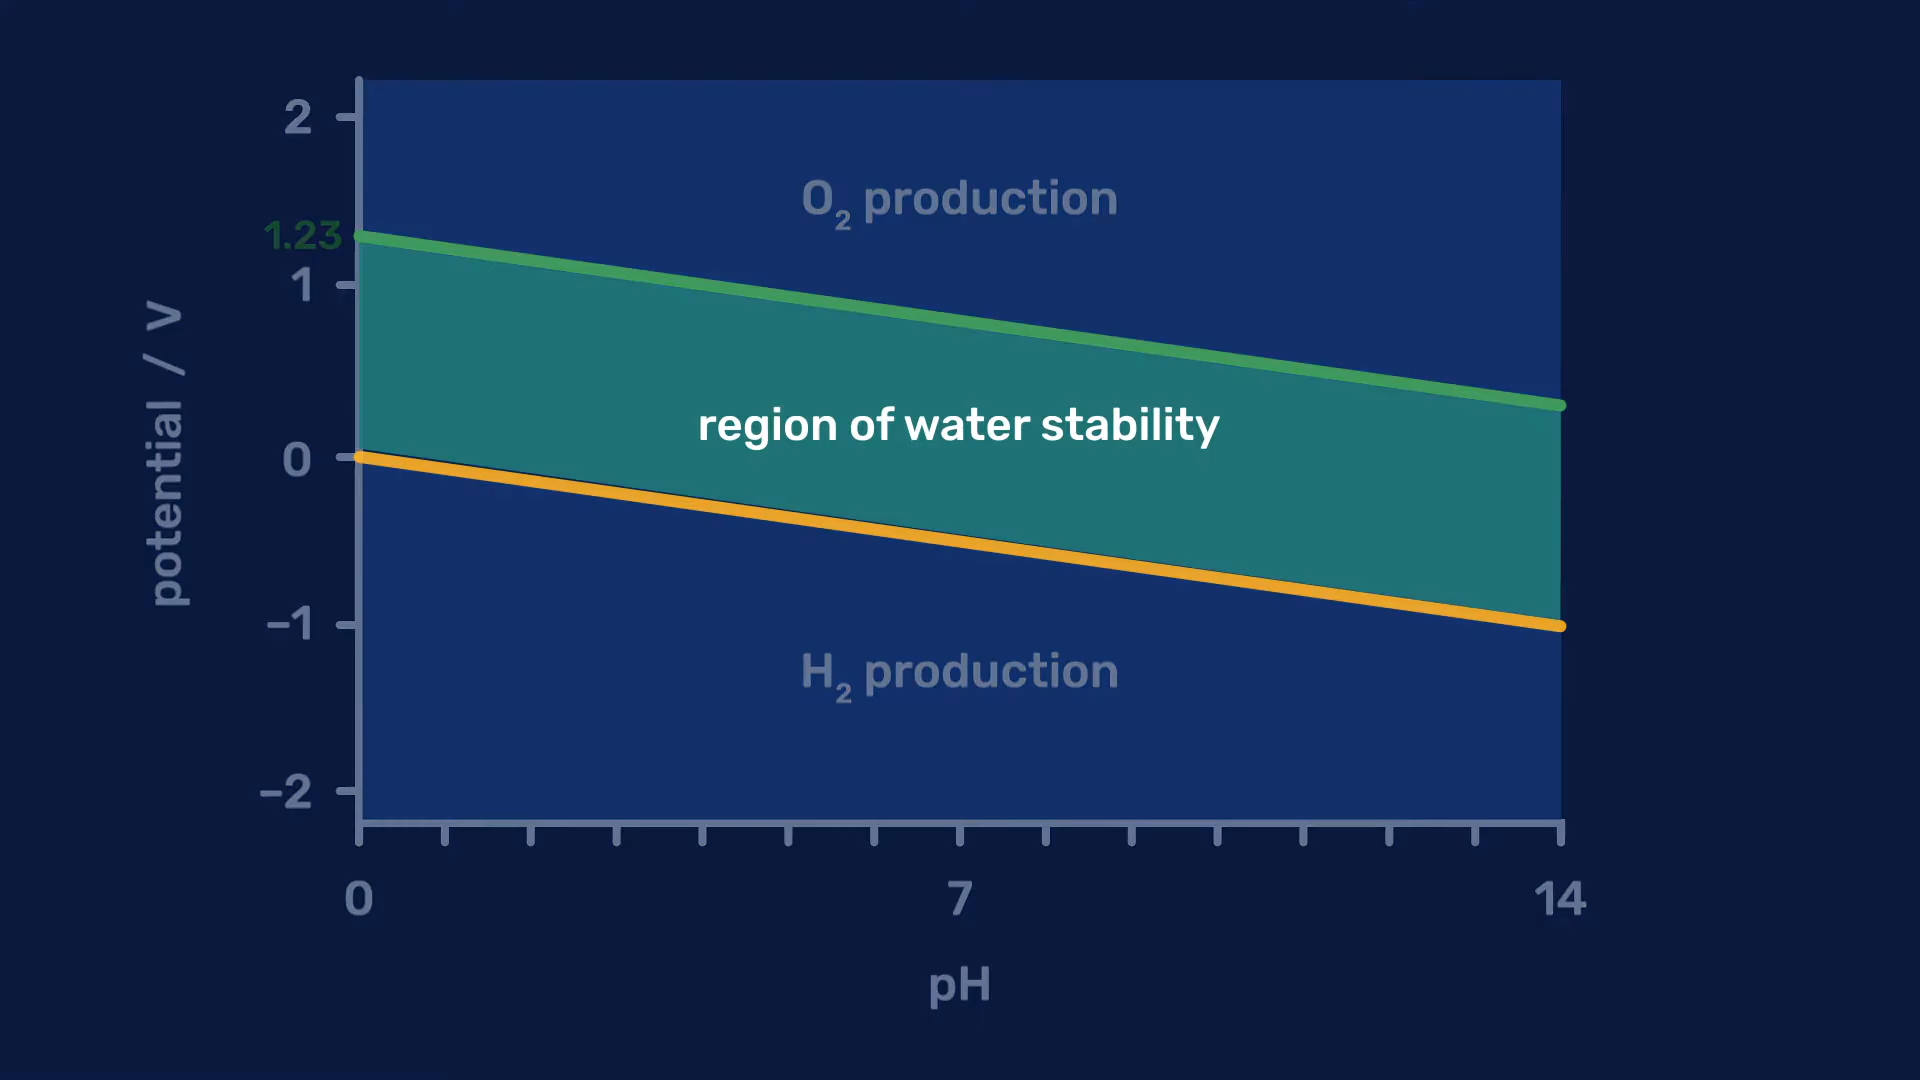 2
O₂ production
1.23
1
potential / V
region of water stability
0
−1
H₂ production
−2
0
7
14
pH